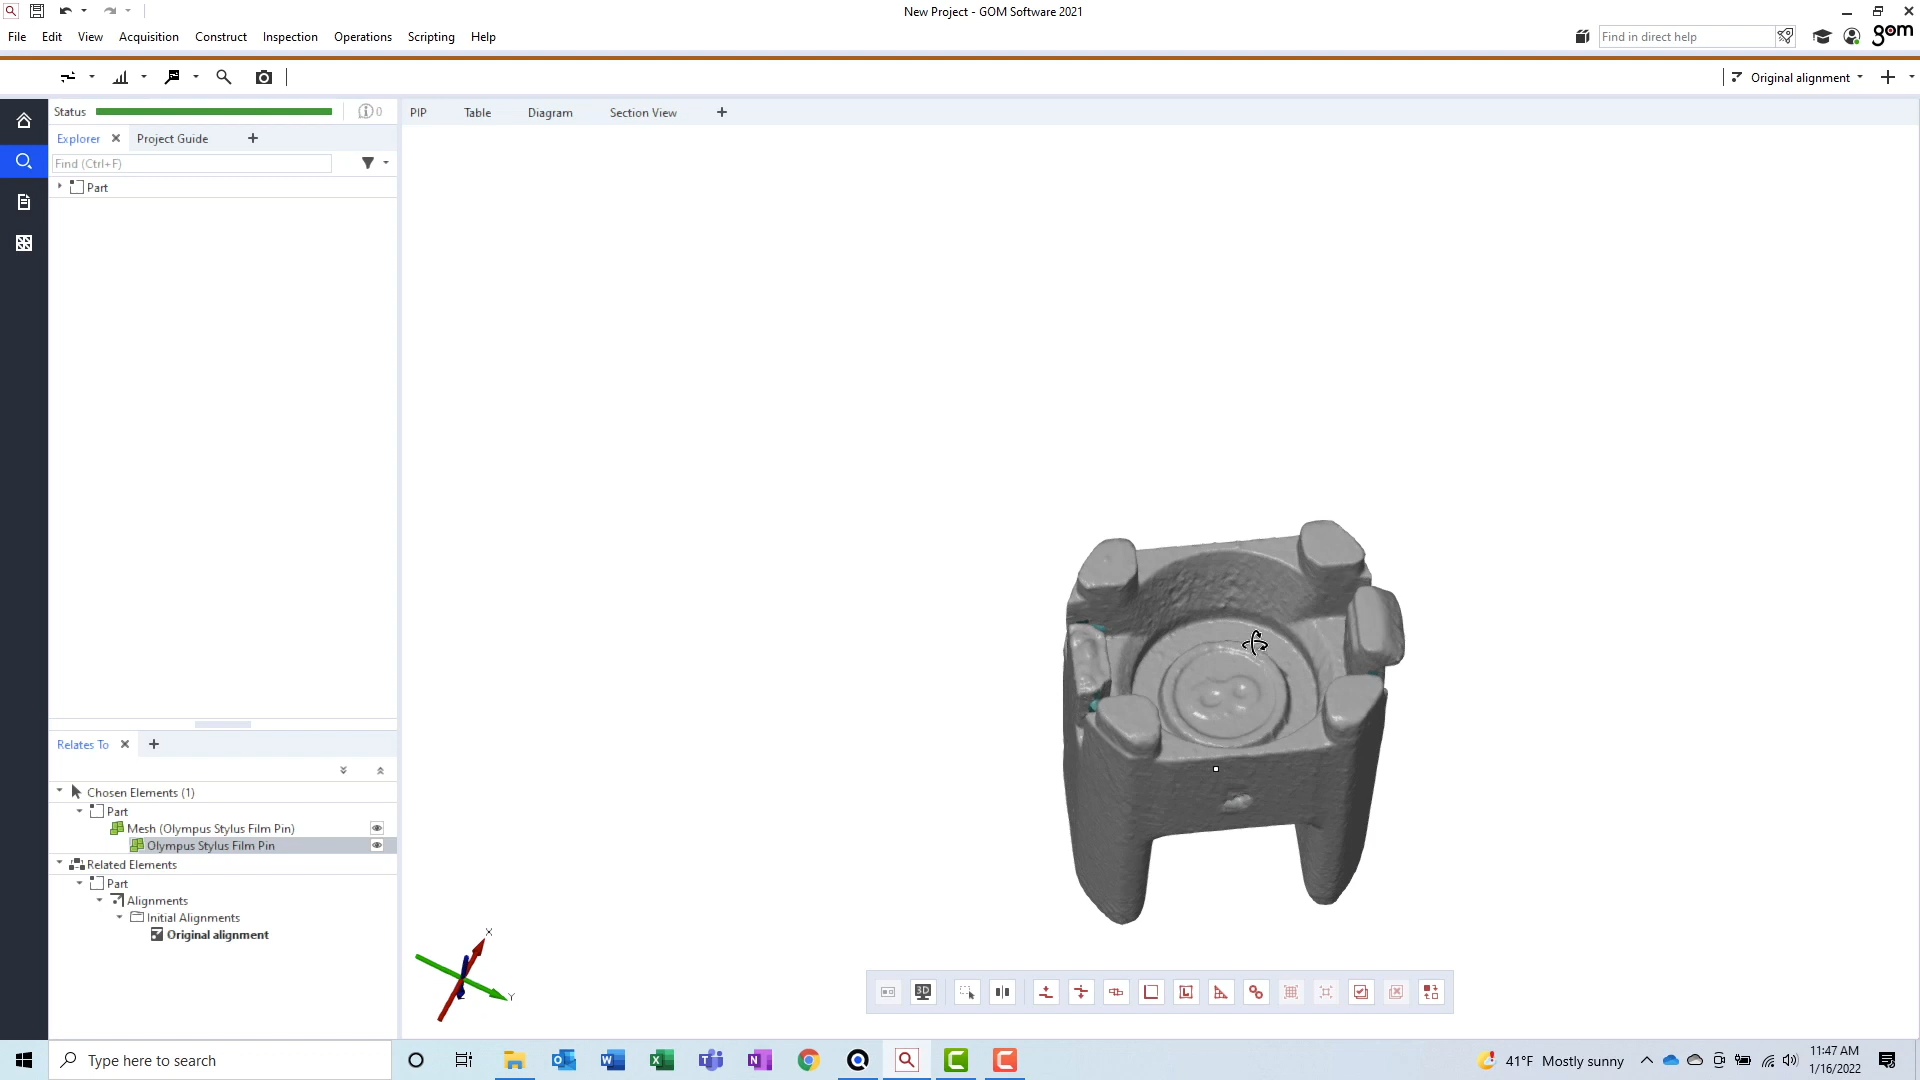 New Project - GOM Software 2021
File Edit View Acquisition Construct Inspection Operations Scripting Help
Find in direct help
gom
Original alignment
Status
0
PIP Table Diagram Section View
Explorer Project Guide
Find (Ctrl+F)
Part
Relates To
Chosen Elements (1)
Part
Mesh (Olympus Stylus Film Pin)
Olympus Stylus Film Pin
Related Elements
Part
Alignments
Initial Alignments
Original alignment
X
Y
3D
Type here to search
41°F Mostly sunny
11:47 AM
1/16/2022